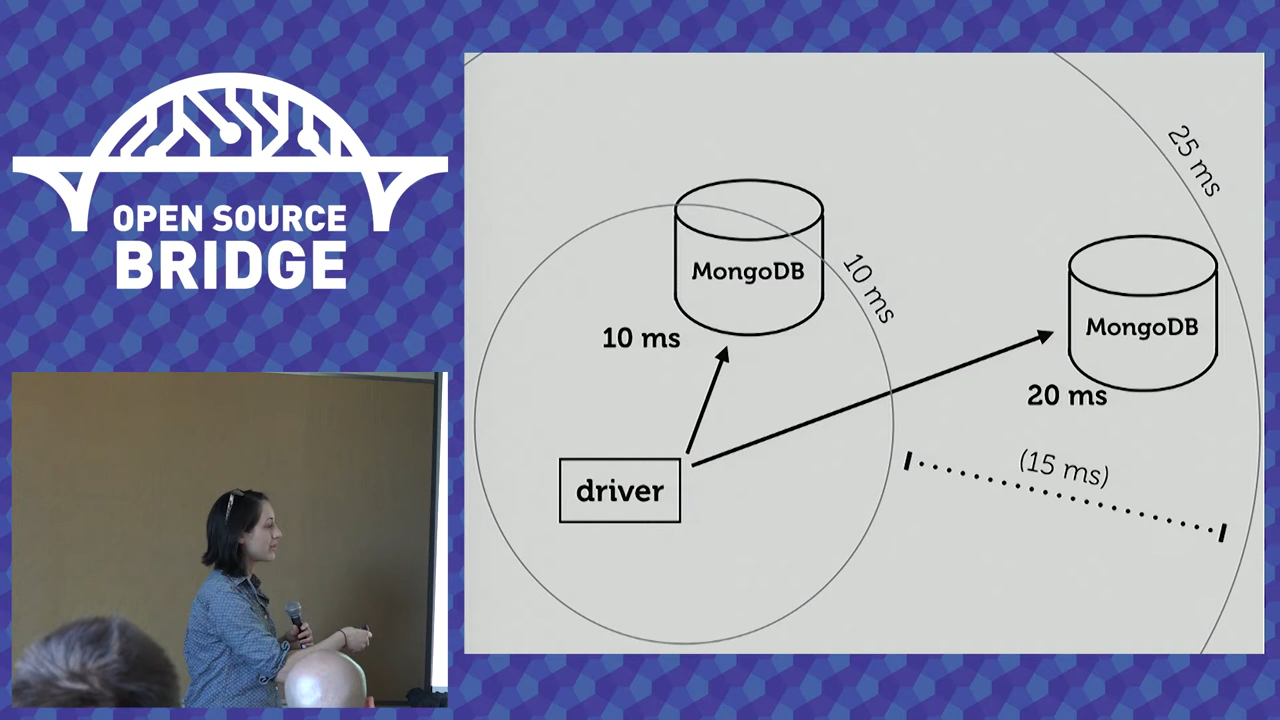 OPEN SOURCE
BRIDGE
25 ms
MongoDB
10 ms
MongoDB
10 ms
20 ms
(15 ms)
driver